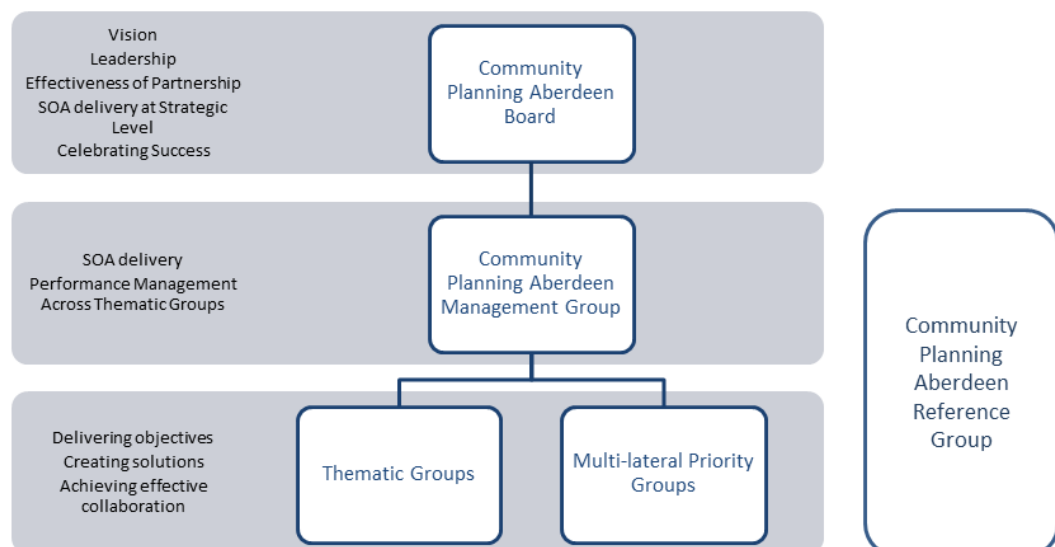 Vision
Leadership
Effectiveness of Partnership
SOA delivery at Strategic
Level
Celebrating Success
Community
Planning Aberdeen
Board
SOA delivery
Performance Management
Across Thematic Groups
Community
Planning Aberdeen
Management Group
Delivering objectives
Creating solutions
Achieving effective
collaboration
Thematic Groups
Multi-lateral Priority
Groups
Community
Planning
Aberdeen
Reference
Group